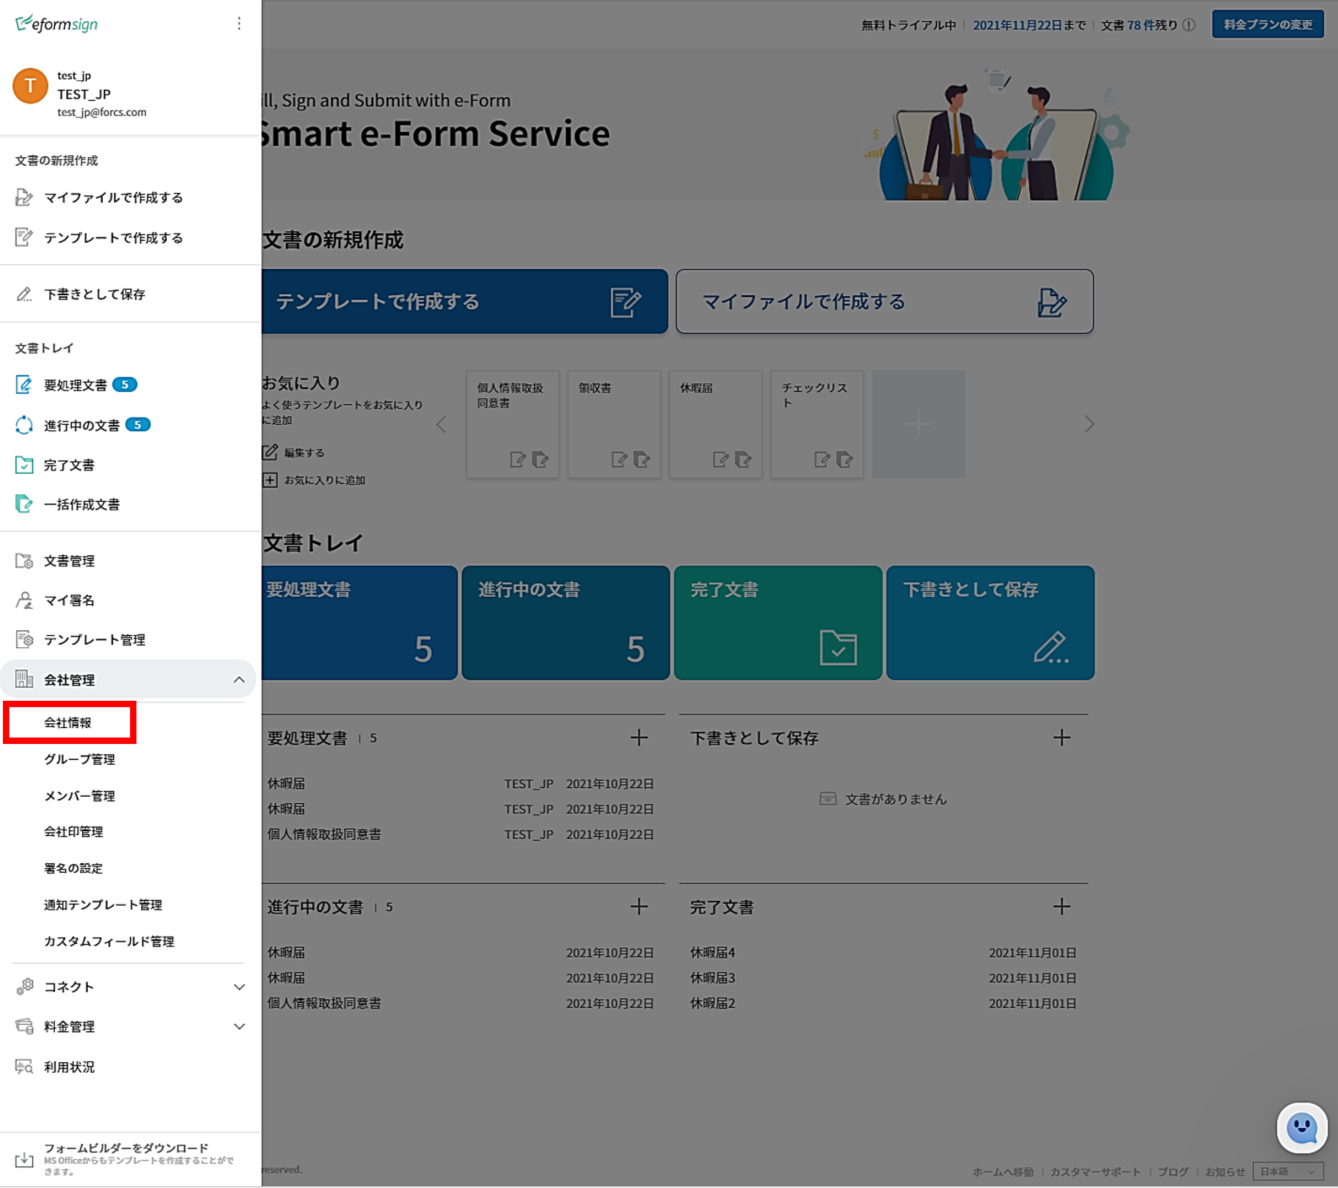 eformsign
T
test_jp
TEST_JP
test_jp@forcs.com
文書の新規作成
マイファイルで作成する
テンプレートで作成する
下書きとして保存
文書トレイ
要処理文書 5
進行中の文書 5
完了文書
一括作成文書
文書管理
マイ署名
テンプレート管理
会社管理
会社情報
グループ管理
メンバー管理
会社印管理
署名の設定
通知テンプレート管理
カスタムフィールド管理
コネクト
料金管理
利用状況
フォームビルダーをダウンロード
MS Officeからもテンプレートを作成することがで
きます。
無料トライアル中 | 2021年11月22日まで | 文書 78 件残り
料金プランの変更
ill, Sign and Submit with e-Form
Smart e-Form Service
文書の新規作成
テンプレートで作成する
マイファイルで作成する
お気に入り
よく使うテンプレートをお気に入り
に追加
編集する
お気に入りに追加
個人情報取扱
同意書
領収書
休暇届
チェックリス
ト
文書トレイ
要処理文書
5
進行中の文書
5
完了文書
下書きとして保存
要処理文書 | 5
休暇届 TEST_JP 2021年10月22日
休暇届 TEST_JP 2021年10月22日
個人情報取扱同意書 TEST_JP 2021年10月22日
下書きとして保存
文書がありません
進行中の文書 | 5
休暇届 2021年10月22日
休暇届 2021年10月22日
個人情報取扱同意書 2021年10月22日
完了文書
休暇届4 2021年11月01日
休暇届3 2021年11月01日
休暇届2 2021年11月01日
reserved.
ホームへ移動 | カスタマーサポート | ブログ | お知らせ
日本語